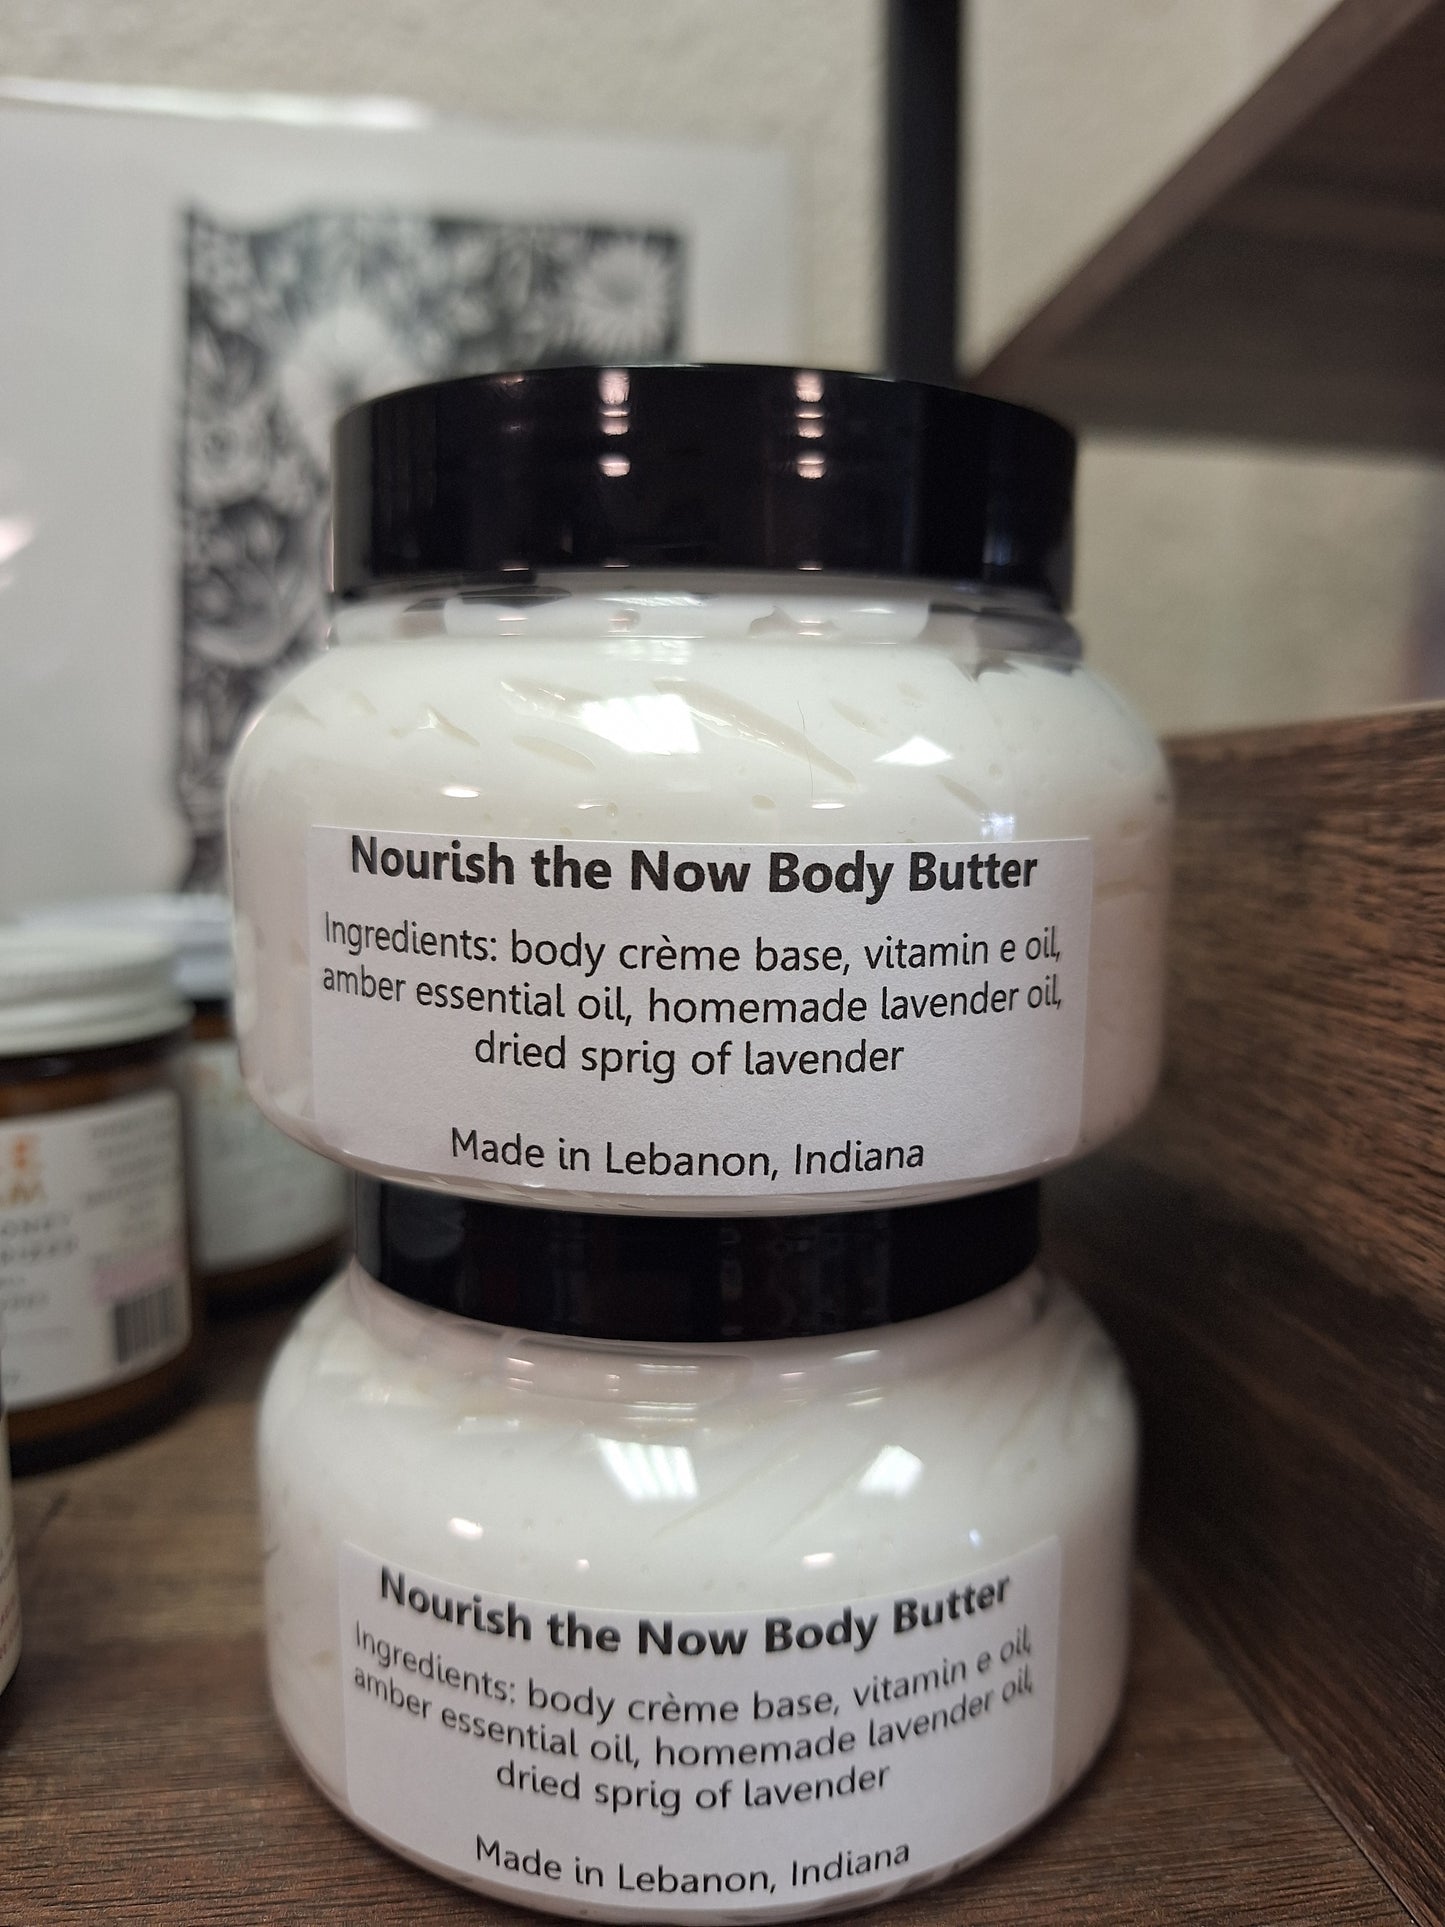 Nourish the Now Body Butter
Ingredients: body crème base, vitamin e oil,
amber essential oil, homemade lavender oil,
dried sprig of lavender
Made in Lebanon, Indiana
Nourish the Now Body Butter
Ingredients: body crème base, vitamin e oil,
amber essential oil, homemade lavender oil,
dried sprig of lavender
Made in Lebanon, Indiana